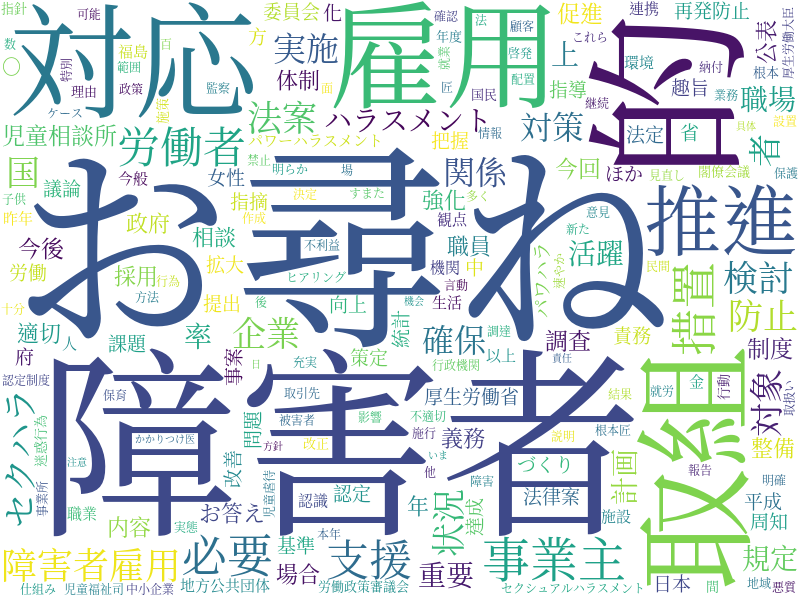 指針
対応
委員会
化
促進
連携
再発防止
数
福島
百
〇
範囲
方
実施
雇用
上
確認
年度
法
顧客
啓発
就業
匠
配置
これら
的
公表
厚生労働大臣
特別
理由
政策
監察
体制
環境
納付
根本
ケース
施術
面
国民
指導
趣旨
継続
業務
具体
設置
児童相談所
労働者
法案
ハラスメント
対策
法定
省
職場
パワーハラスメント
把握
情報
者
国
議論
女性
禁止
明らか
場
関係
今回
ほか
見直し
閣僚会議
保護
子供
昨年
今般
指摘
決定
作成
すまた
多く
強化
観点
意見
新た
政府
相談
お尋ね
推進
今後
職員
活躍
労働
採用
行為
拡大
不利益
ヒアリング
機関
中
言動
パワハラ
速やか
民間
検討
方法
提出
後
向上
機会
生活
措置
十分
適切
人
課題
率
企業
統計
確保
調達
調査
責務
防止
府
事案
日
充実
策定
行政機関
以上
責任
制度
認定制度
保育
障害者
取引先
厚生労働省
結果
就労
金
行動
対象
取扱い
セクハラ
迷惑行為
かかりつけ医
問題
被害者
影響
不適切
根本匠
義務
取組
整備
事業所
注意
改善
方針
改正
施行
説明
いま
づくり
計画
報告
職業
児童虐待
認識
認定
他
状況
達成
障害
法律案
明確
平成
内容
実態
お答え
本年
年
施設
周知
障害者雇用
必要
基準
支援
事業主
規定
場合
重要
仕組み
児童福祉司
中小企業
地方公共団体
労働政策審議会
セクシュアルハラスメント
日本
間
地域
悪質
可能